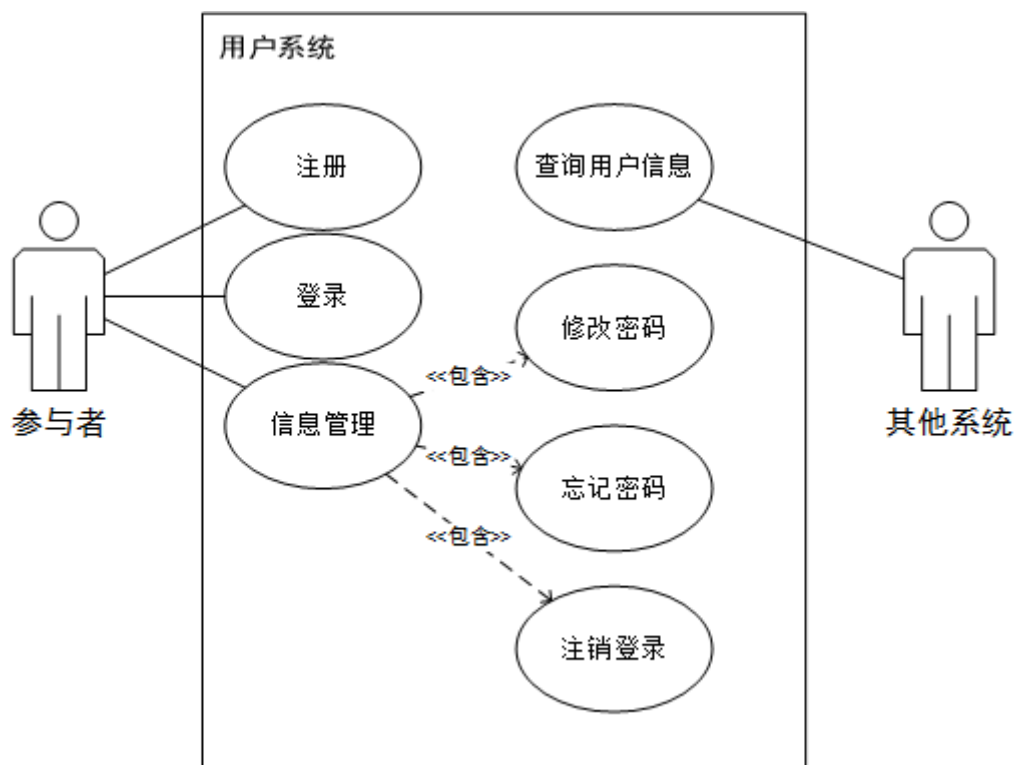 用户系统
注册
查询用户信息
登录
修改密码
<<包含>>
参与者
信息管理
其他系统
<<包含>>
忘记密码
<<包含>>
注销登录